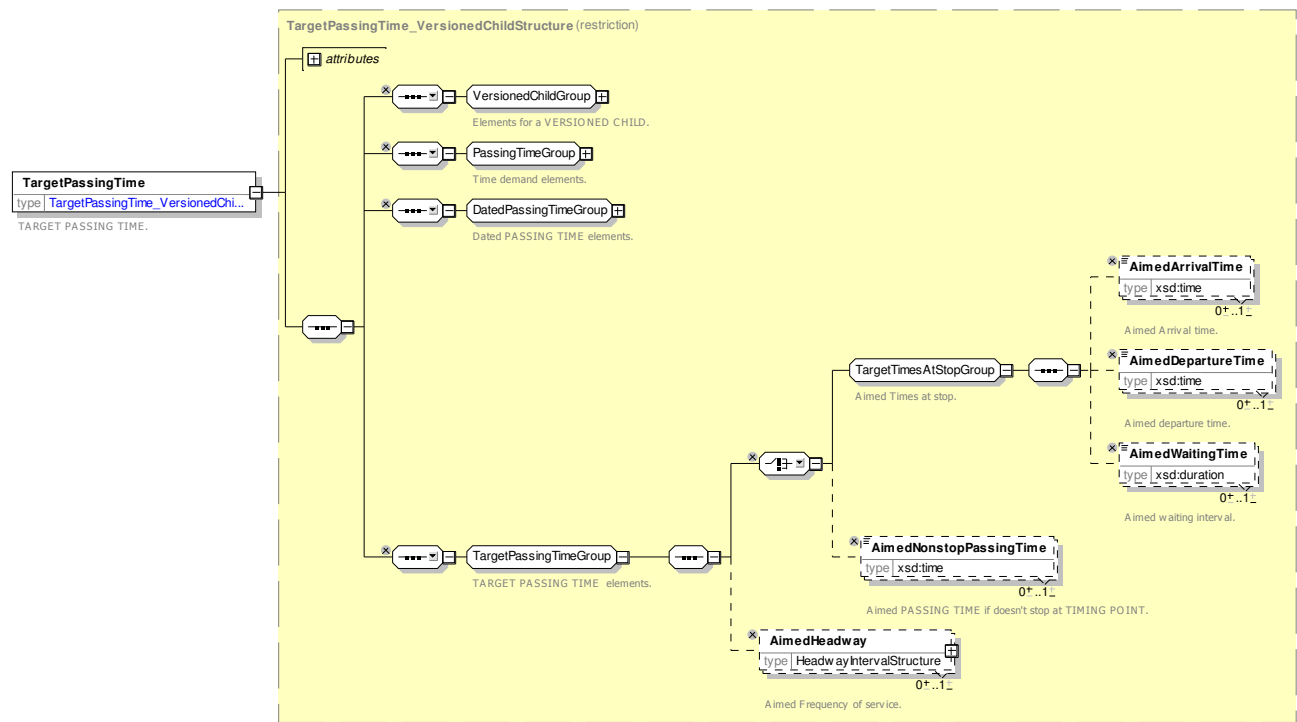 TargetPassingTime_VersionedChildStructure (restriction)
attributes
VersionedChildGroup
Elements for a VERSIONED CHILD.
PassingTimeGroup
Time demand elements.
TargetPassingTime
type TargetPassingTime_VersionedChi...
TARGET PASSING TIME.
DatedPassingTimeGroup
Dated PASSING TIME elements.
AimedArrivalTime
type xsd:time
0±..1±
Aimed Arrival time.
AimedDepartureTime
type xsd:time
0±..1±
Aimed departure time.
TargetTimesAtStopGroup
Aimed Times at stop.
AimedWaitingTime
type xsd:duration
0±..1±
Aimed waiting interval.
TargetPassingTimeGroup
TARGET PASSING TIME elements.
AimedNonstopPassingTime
type xsd:time
0±..1±
Aimed PASSING TIME if doesn't stop at TIMING POINT.
AimedHeadway
type HeadwayIntervalStructure
0±..1±
Aimed Frequency of service.